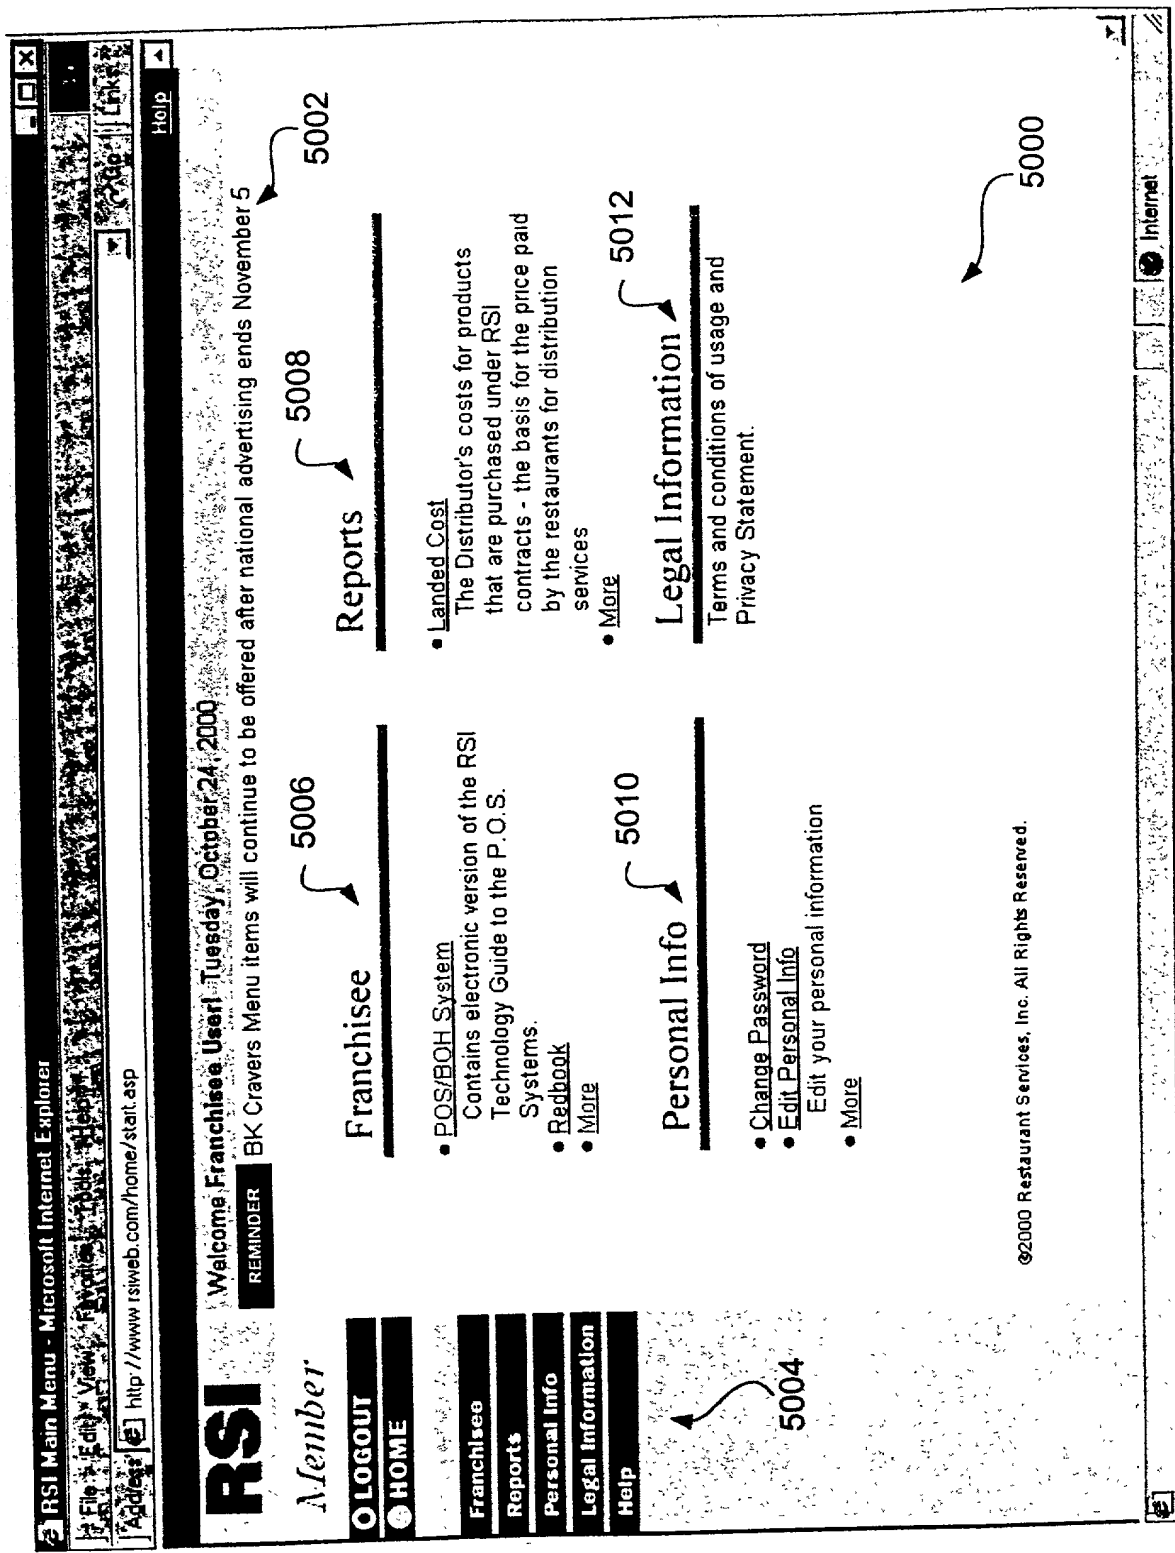 RSI Main Menu - Microsoft Internet Explorer
File Edit View Favorites Tools Help
Address http://www.rsiweb.com/home/start.asp Go Links
Help
RSI
Welcome Franchisee User! Tuesday, October 24, 2000
REMINDER BK Cravers Menu items will continue to be offered after national advertising ends November 5
5002
Member
LOGOUT
HOME
Franchisee
Reports
Personal Info
Legal Information
Help
5004
Franchisee
5006
• POS/BOH System
Contains electronic version of the RSI
Technology Guide to the P.O.S.
Systems.
• Redbook
• More
Reports
5008
• Landed Cost
The Distributor's costs for products
that are purchased under RSI
contracts - the basis for the price paid
by the restaurants for distribution
services
• More
Personal Info
5010
• Change Password
• Edit Personal Info
Edit your personal information
• More
Legal Information
5012
Terms and conditions of usage and
Privacy Statement.
5000
©2000 Restaurant Services, Inc. All Rights Reserved.
Internet